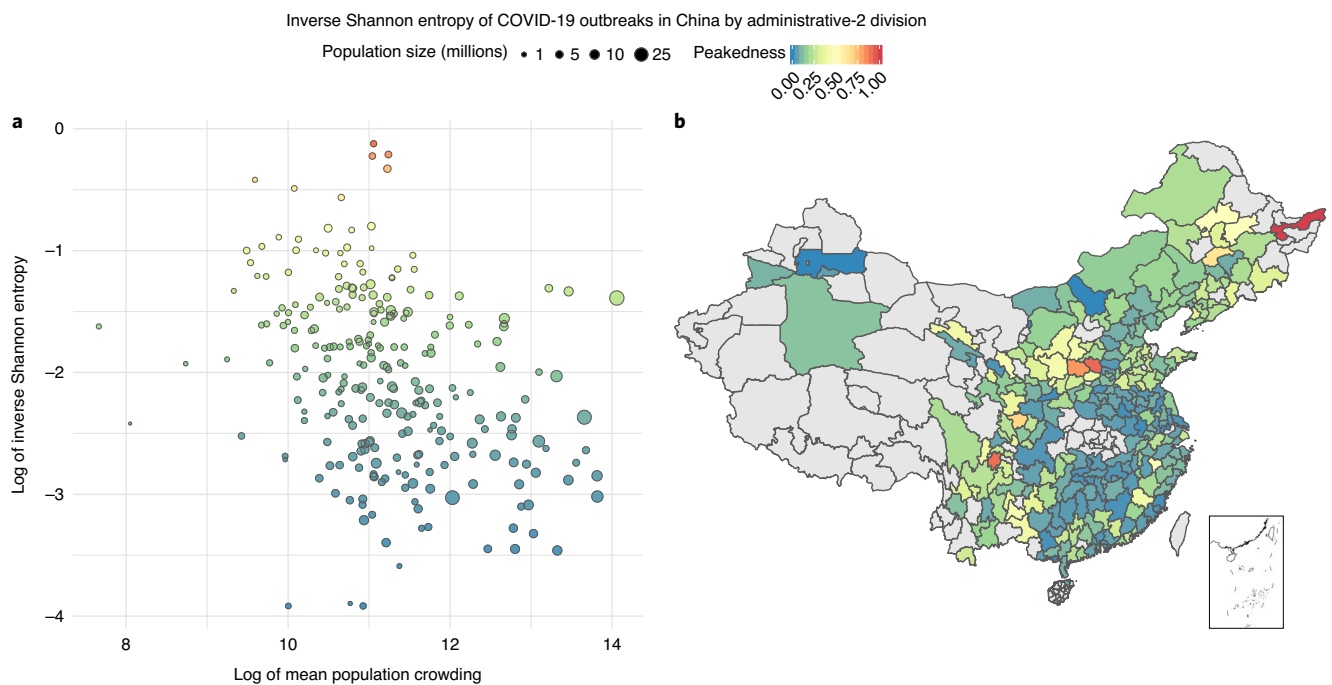 Inverse Shannon entropy of COVID-19 outbreaks in China by administrative-2 division
Population size (millions) 1 5 10 25 Peakedness
0.00 0.25 0.50 0.75 1.00
a
b
0
–1
–2
–3
–4
Log of inverse Shannon entropy
8 10 12 14
Log of mean population crowding